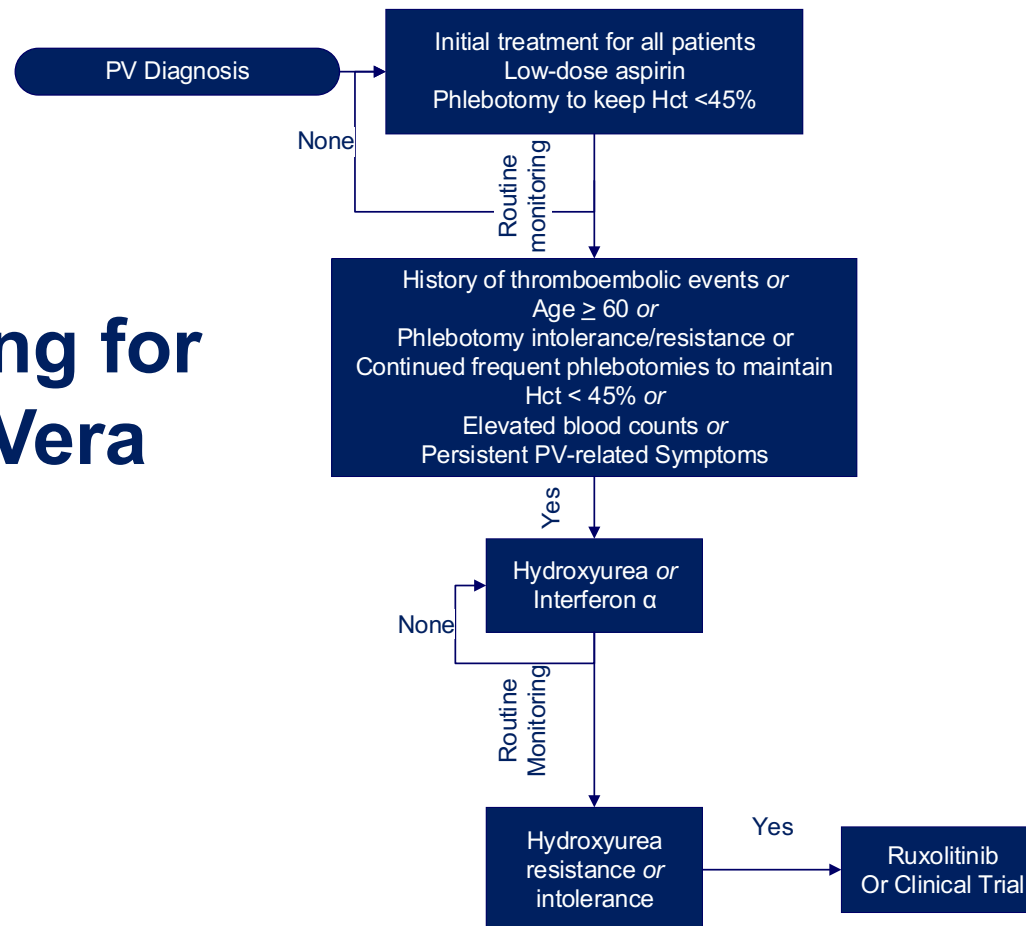 PV Diagnosis
Initial treatment for all patients
Low-dose aspirin
Phlebotomy to keep Hct <45%
None
Routine
monitoring
ng for
Vera
History of thromboembolic events or
Age ≥ 60 or
Phlebotomy intolerance/resistance or
Continued frequent phlebotomies to maintain
Hct < 45% or
Elevated blood counts or
Persistent PV-related Symptoms
Yes
Hydroxyurea or
Interferon α
None
Routine
Monitoring
Hydroxyurea
resistance or
intolerance
Yes
Ruxolitinib
Or Clinical Trial